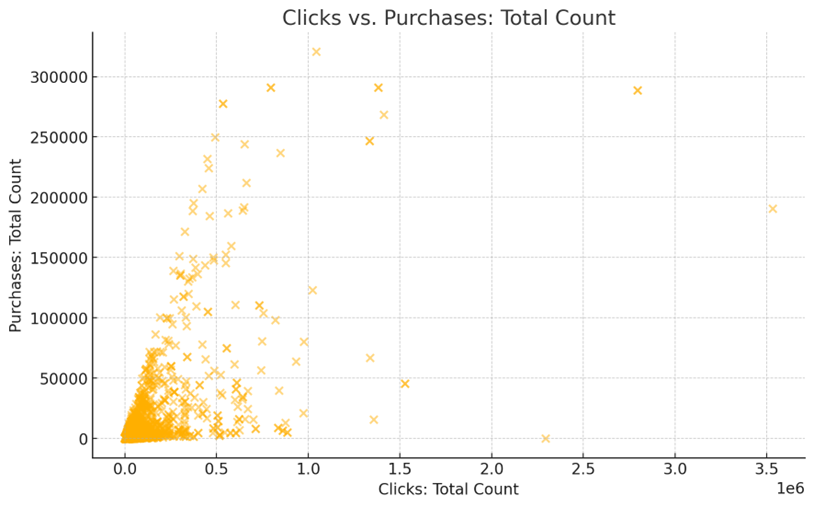 Clicks vs. Purchases: Total Count
Purchases: Total Count
300000
250000
200000
150000
100000
50000
0
0.0 0.5 1.0 1.5 2.0 2.5 3.0 3.5
1e6
Clicks: Total Count